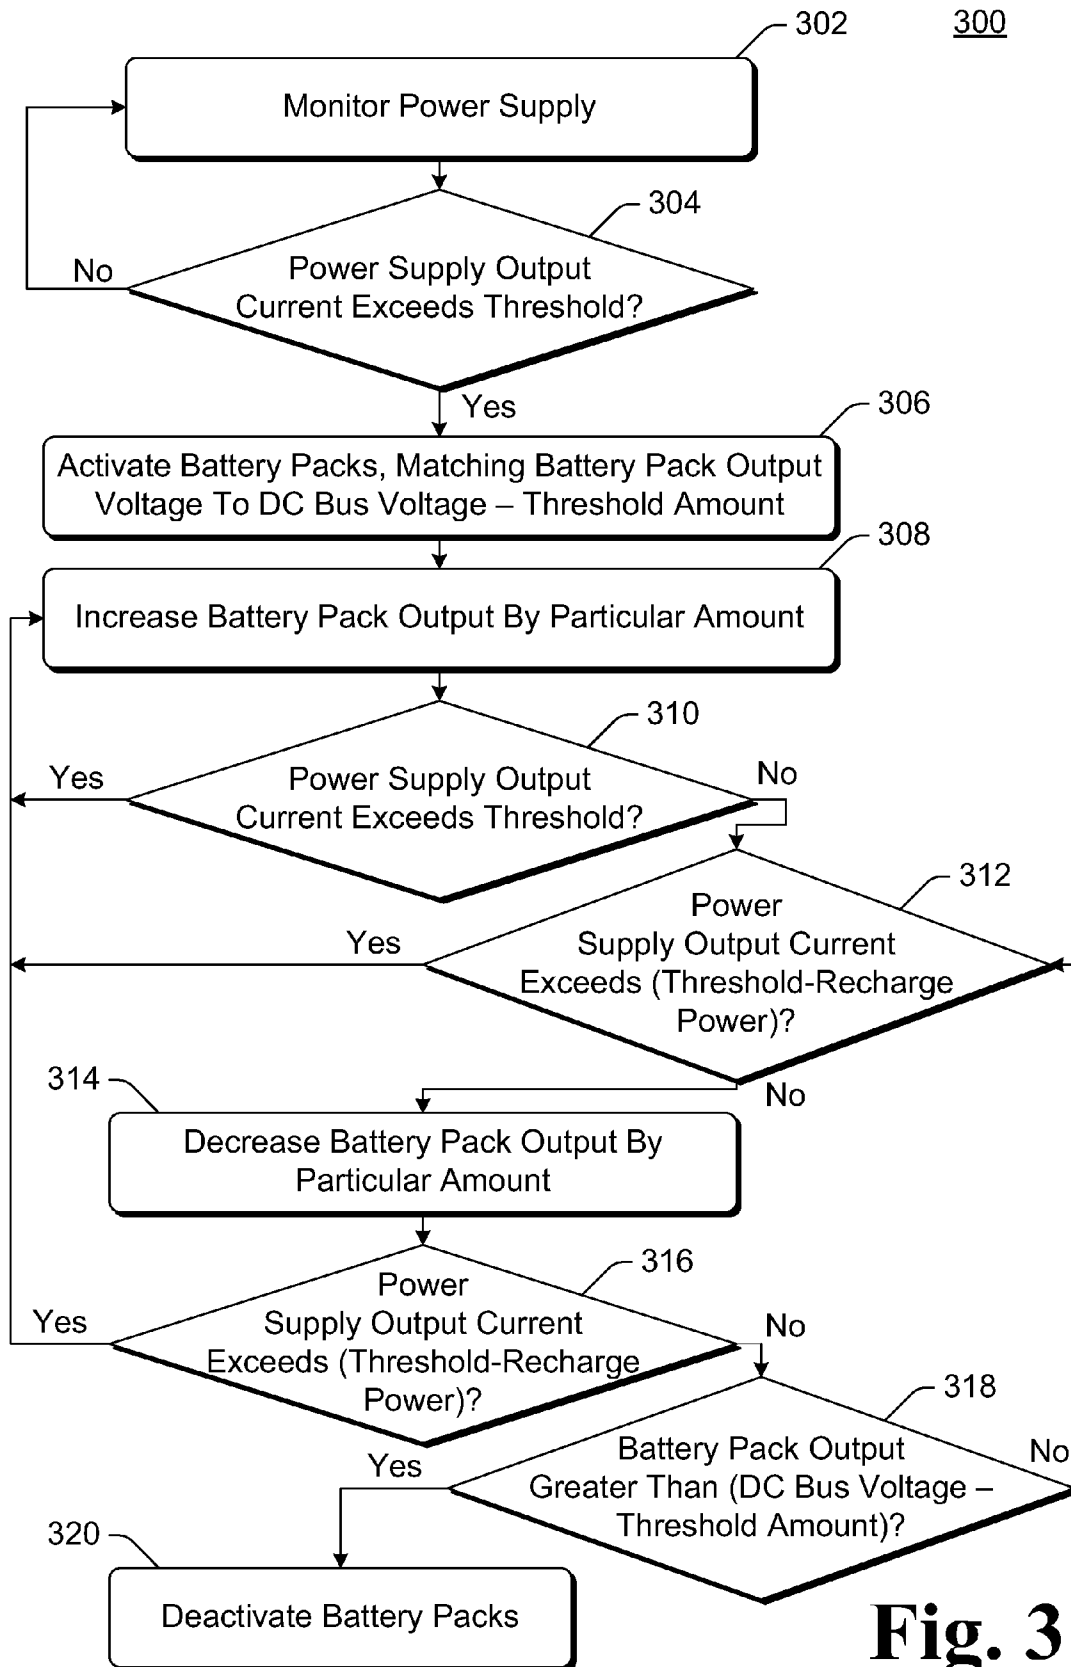 302
300
Monitor Power Supply
304
Power Supply Output
Current Exceeds Threshold?
No
Yes
306
Activate Battery Packs, Matching Battery Pack Output
Voltage To DC Bus Voltage – Threshold Amount
308
Increase Battery Pack Output By Particular Amount
310
Yes
No
Power Supply Output
Current Exceeds Threshold?
312
Yes
Power
Supply Output Current
Exceeds (Threshold-Recharge
Power)?
No
314
Decrease Battery Pack Output By
Particular Amount
316
Yes
No
Power
Supply Output Current
Exceeds (Threshold-Recharge
Power)?
318
Yes
No
Battery Pack Output
Greater Than (DC Bus Voltage –
Threshold Amount)?
320
Deactivate Battery Packs
Fig. 3